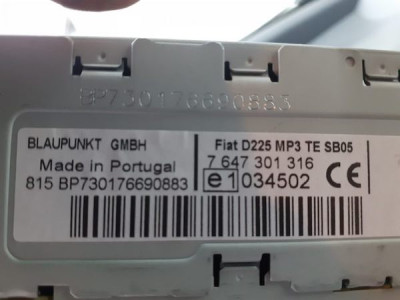 BP730176690883
BLAUPUNKT GMBH Fiat D225 MP3 TE SB05
Made in Portugal 7 647 301 316
815 BP730176690883 e1 034502 CE